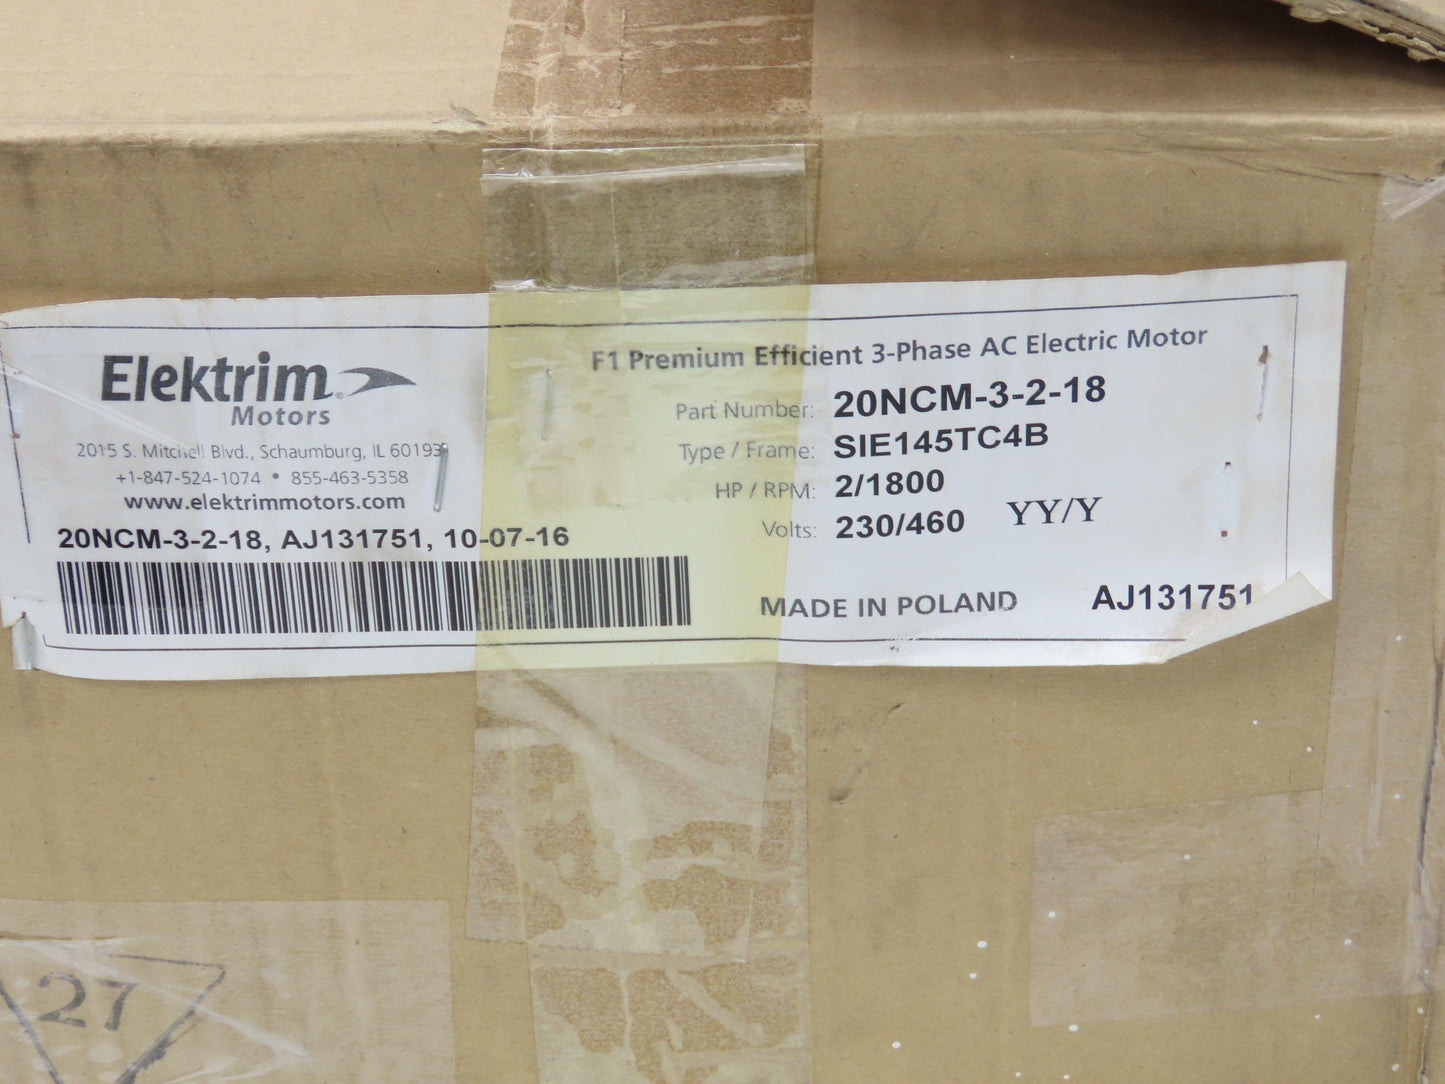 Elektrim®
Motors
2015 S. Mitchell Blvd., Schaumburg, IL 60193
+1-847-524-1074 • 855-463-5358
www.elektrimmotors.com
20NCM-3-2-18, AJ131751, 10-07-16
F1 Premium Efficient 3-Phase AC Electric Motor
Part Number: 20NCM-3-2-18
Type / Frame: SIE145TC4B
HP / RPM: 2/1800
Volts: 230/460 YY/Y
MADE IN POLAND AJ131751
27